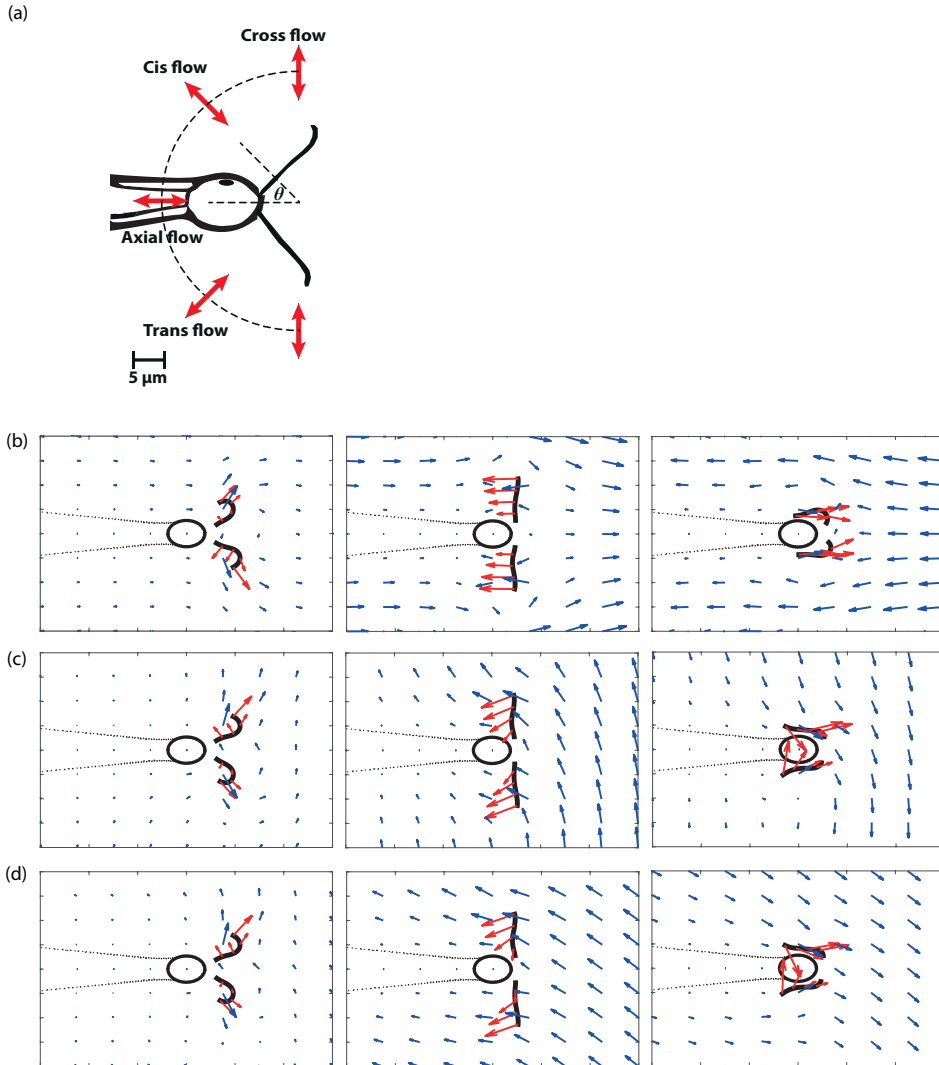 (a)
Cross flow
Cis flow
θ
Axial flow
Trans flow
5 μm
(b)
(c)
(d)